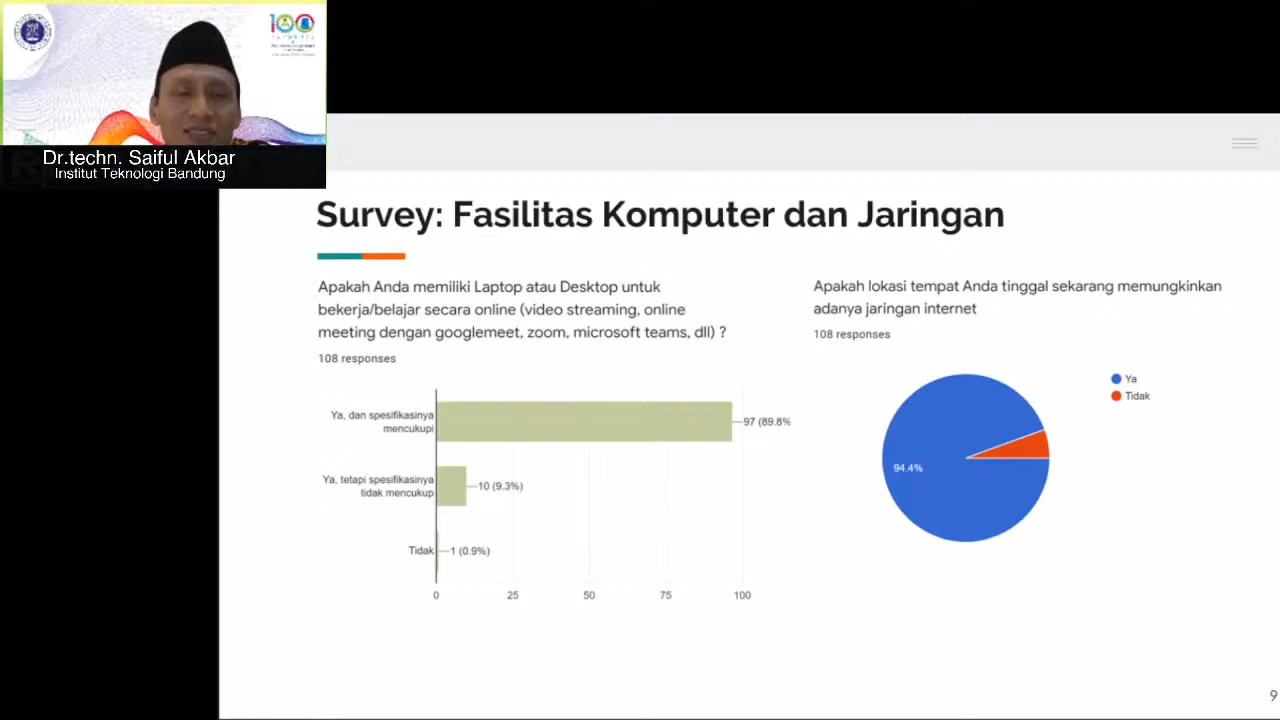 Dr.techn. Saiful Akbar
Institut Teknologi Bandung
Survey: Fasilitas Komputer dan Jaringan
Apakah Anda memiliki Laptop atau Desktop untuk
bekerja/belajar secara online (video streaming, online
meeting dengan googlemeet, zoom, microsoft teams, dll) ?
108 responses
Ya, dan spesifikasinya
mencukupi
97 (89.8%
Ya, tetapi spesifikasinya
tidak mencukup
10 (9.3%)
Tidak
1 (0.9%)
0 25 50 75 100
Apakah lokasi tempat Anda tinggal sekarang memungkinkan
adanya jaringan internet
108 responses
Ya
Tidak
94.4%
9